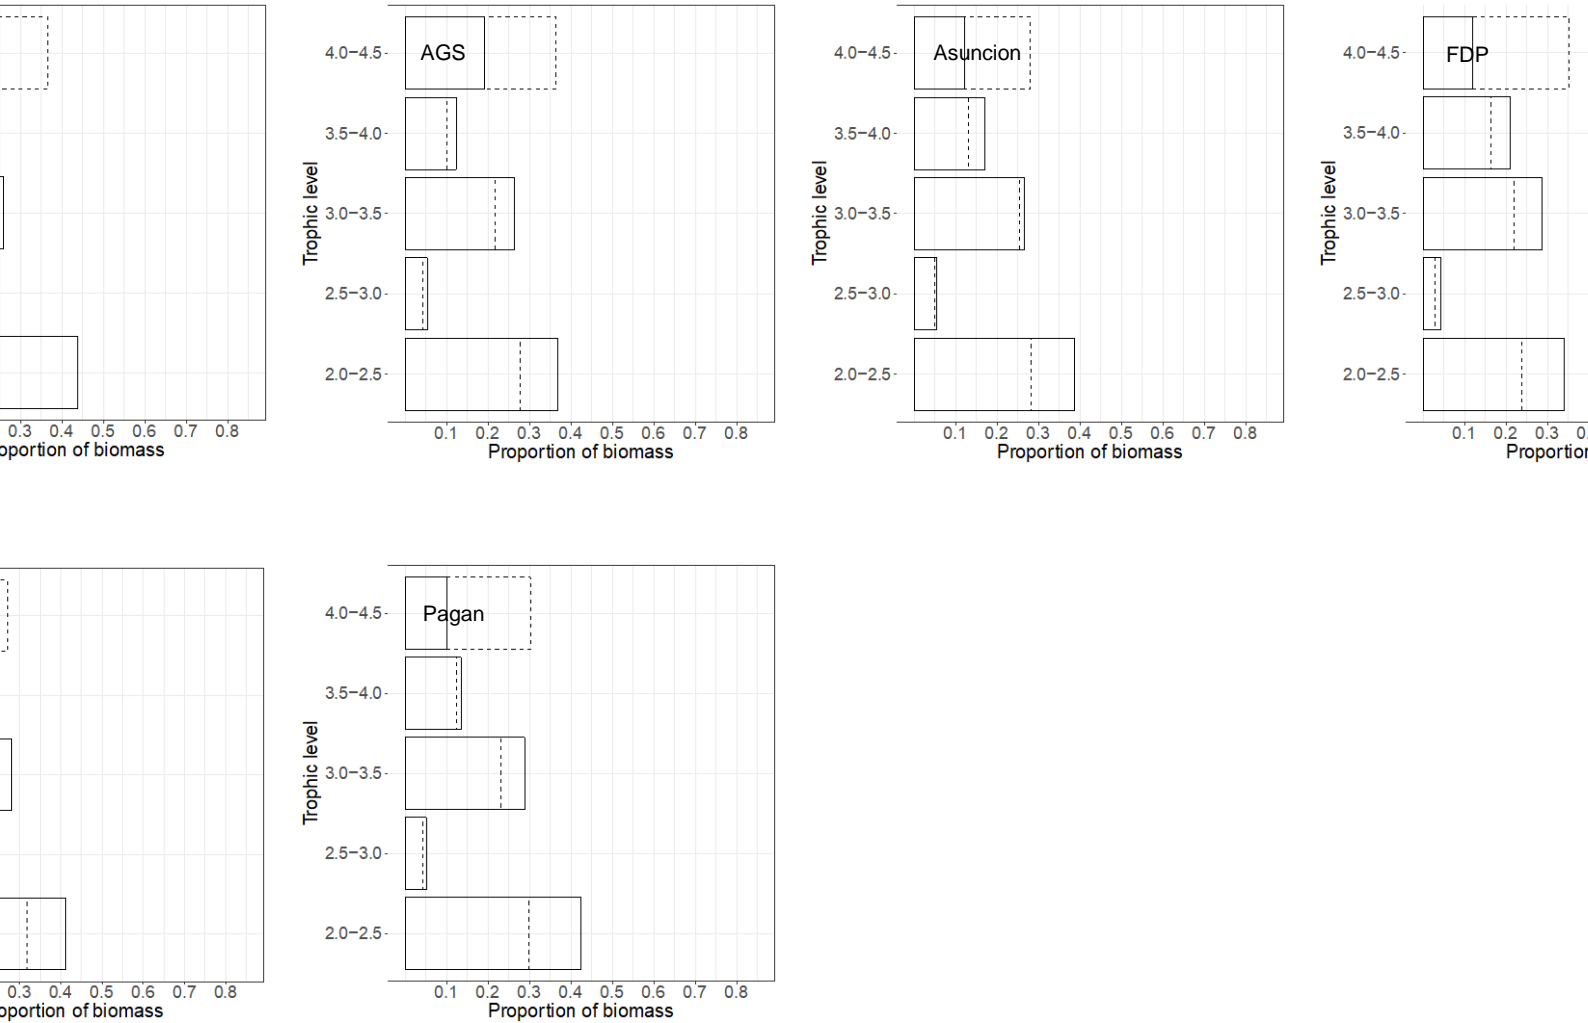 0.3 0.4 0.5 0.6 0.7 0.8
oportion of biomass
AGS
4.0−4.5
3.5−4.0
3.0−3.5
2.5−3.0
2.0−2.5
Trophic level
0.1 0.2 0.3 0.4 0.5 0.6 0.7 0.8
Proportion of biomass
Asuncion
4.0−4.5
3.5−4.0
3.0−3.5
2.5−3.0
2.0−2.5
Trophic level
0.1 0.2 0.3 0.4 0.5 0.6 0.7 0.8
Proportion of biomass
FDP
4.0−4.5
3.5−4.0
3.0−3.5
2.5−3.0
2.0−2.5
Trophic level
0.1 0.2 0.3 0.
Proportion
0.3 0.4 0.5 0.6 0.7 0.8
oportion of biomass
Pagan
4.0−4.5
3.5−4.0
3.0−3.5
2.5−3.0
2.0−2.5
Trophic level
0.1 0.2 0.3 0.4 0.5 0.6 0.7 0.8
Proportion of biomass